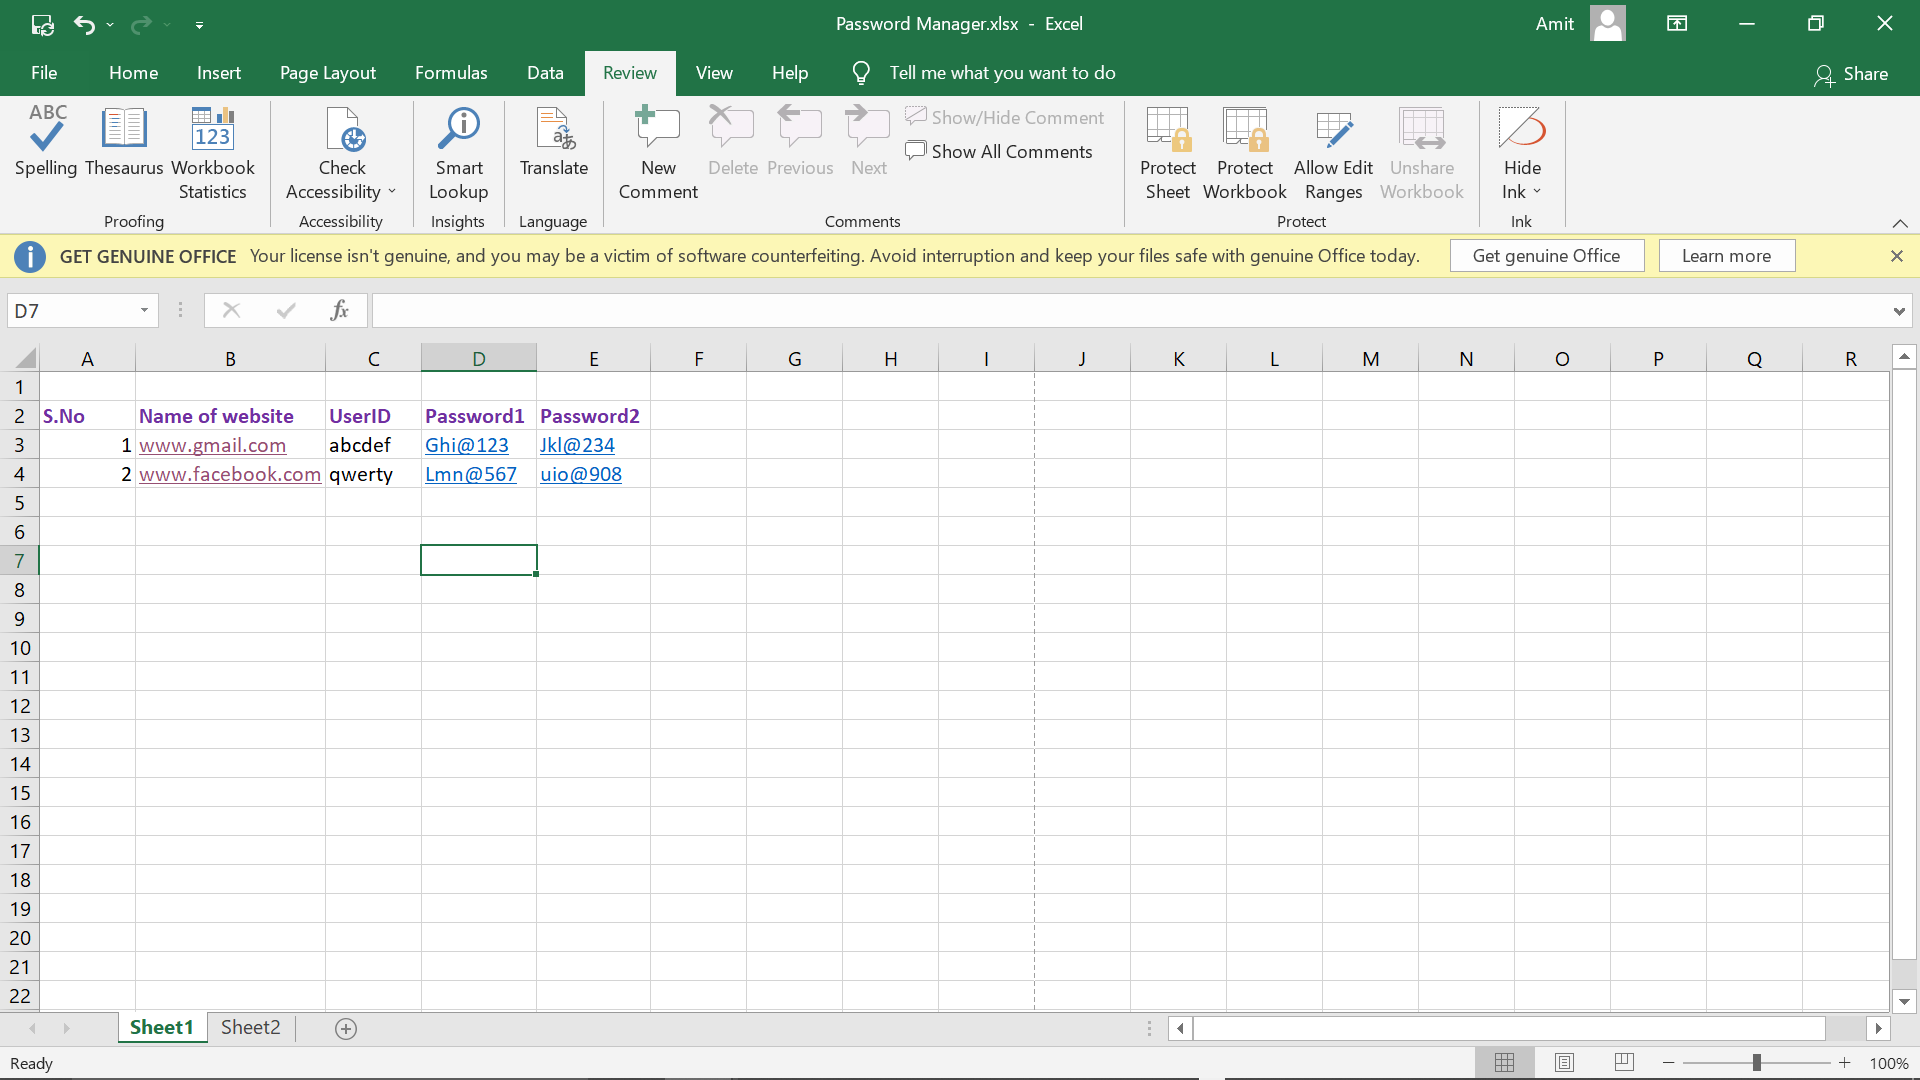 Password Manager.xlsx - Excel
Amit
File Home Insert Page Layout Formulas Data Review View Help Tell me what you want to do Share
ABC
Spelling
Thesaurus
123
Workbook Statistics
Proofing
Check Accessibility
Accessibility
Smart Lookup
Insights
Translate
Language
New Comment
Delete
Previous
Next
Show/Hide Comment
Show All Comments
Comments
Protect Sheet
Protect Workbook
Allow Edit Ranges
Unshare Workbook
Protect
Hide Ink
Ink
GET GENUINE OFFICE Your license isn't genuine, and you may be a victim of software counterfeiting. Avoid interruption and keep your files safe with genuine Office today. Get genuine Office Learn more
D7 fx
A B C D E F G H I J K L M N O P Q R
1
2 S.No Name of website UserID Password1 Password2
3 1 www.gmail.com abcdef Ghi@123 Jkl@234
4 2 www.facebook.com qwerty Lmn@567 uio@908
5
6
7
8
9
10
11
12
13
14
15
16
17
18
19
20
21
22
Sheet1 Sheet2
Ready 100%